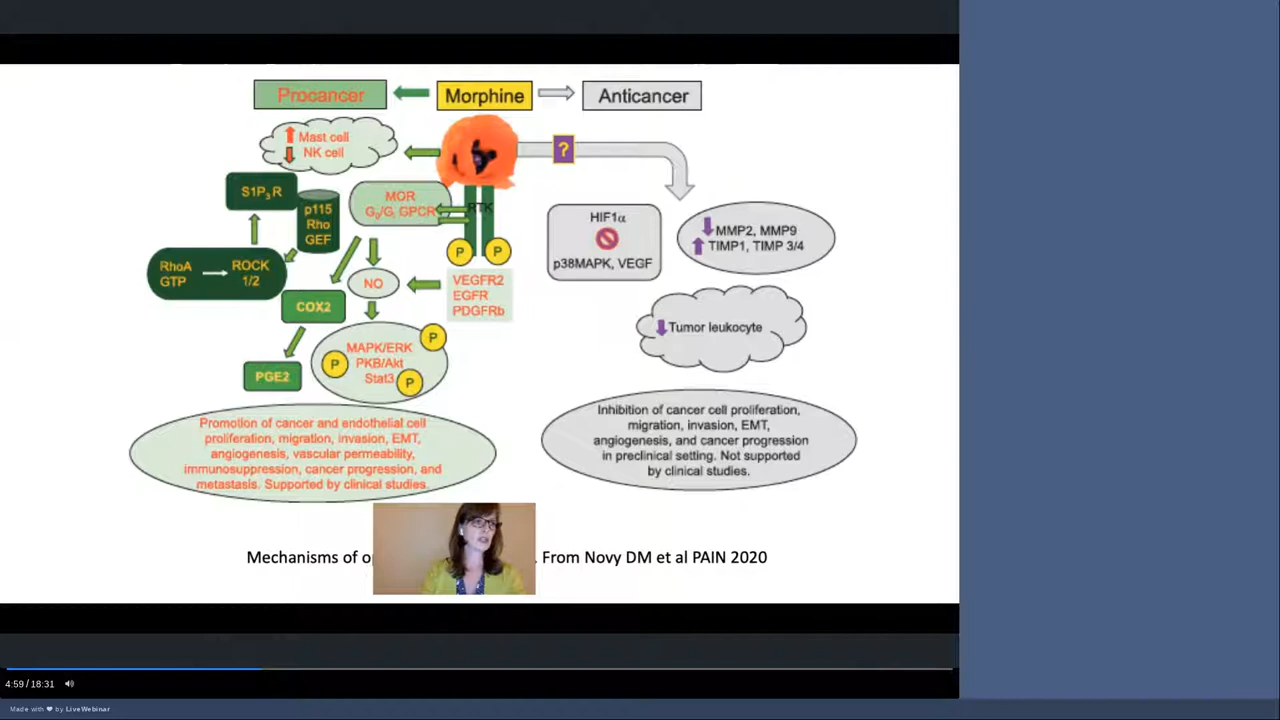 Procancer
Morphine
Anticancer
Mast cell
NK cell
?
S1P3R
p115
Rho
GEF
MOR
G0/Gi GPCR
RTK
HIF1α
p38MAPK, VEGF
MMP2, MMP9
TIMP1, TIMP 3/4
RhoA
GTP
ROCK
1/2
P
P
NO
VEGFR2
EGFR
PDGFRb
COX2
Tumor leukocyte
MAPK/ERK
PKB/Akt
Stat3
P
P
P
PGE2
Promotion of cancer and endothelial cell
proliferation, migration, invasion, EMT,
angiogenesis, vascular permeability,
immunosuppression, cancer progression, and
metastasis. Supported by clinical studies.
Inhibition of cancer cell proliferation,
migration, invasion, EMT,
angiogenesis, and cancer progression
in preclinical setting. Not supported
by clinical studies.
Mechanisms of . From Novy DM et al PAIN 2020
4:59 / 18:31
Made with ❤ by LiveWebinar